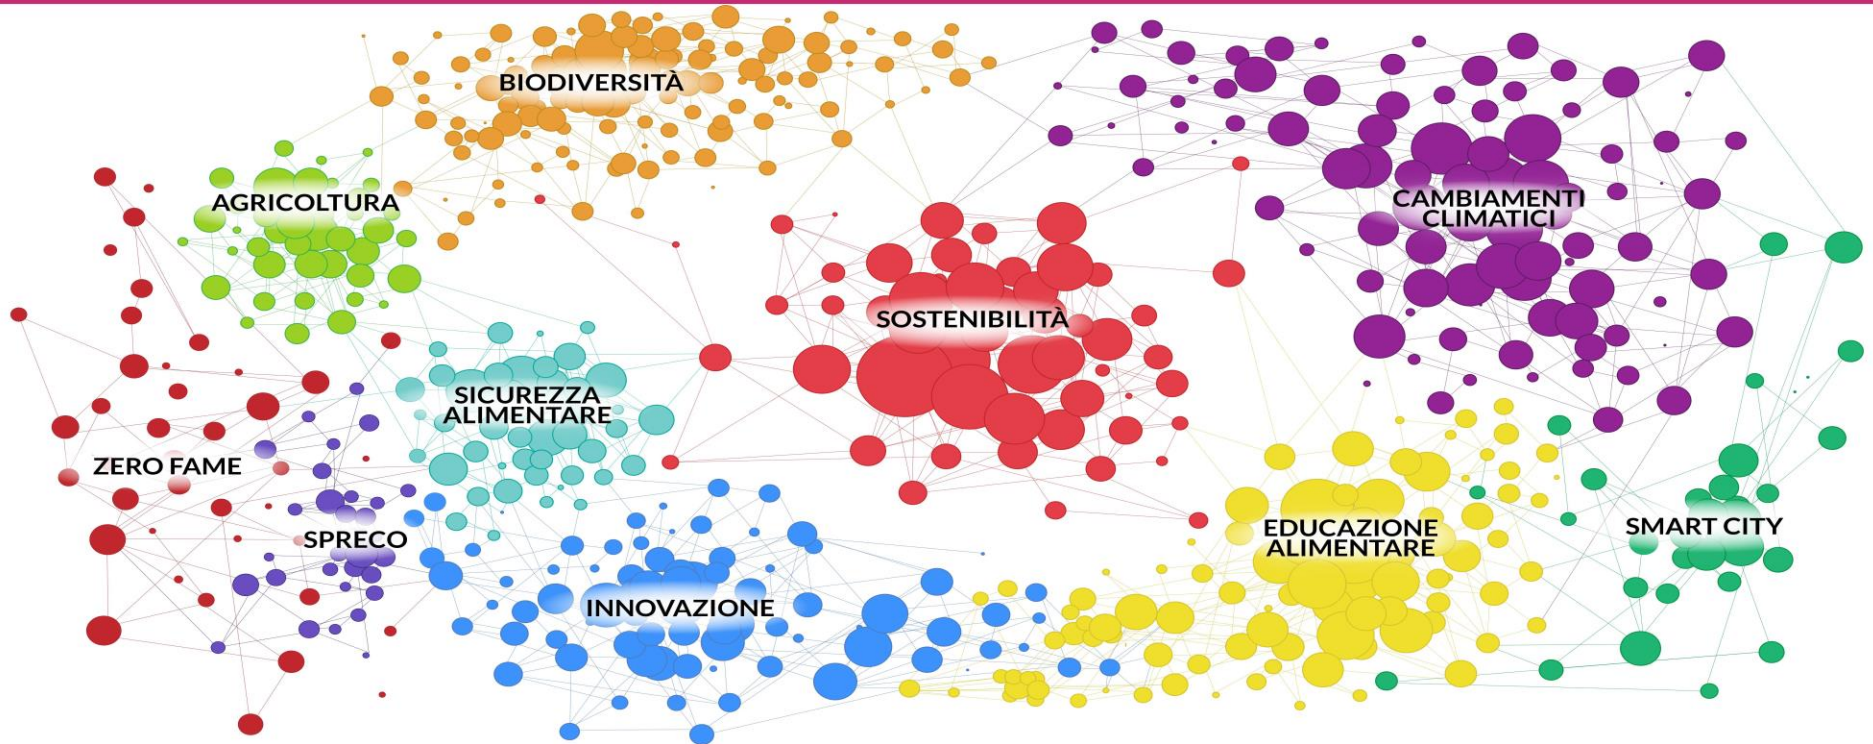 BIODIVERSITÀ
AGRICOLTURA
CAMBIAMENTI
CLIMATICI
SOSTENIBILITÀ
SICUREZZA
ALIMENTARE
ZERO FAME
SPRECO
EDUCAZIONE
ALIMENTARE
SMART CITY
INNOVAZIONE